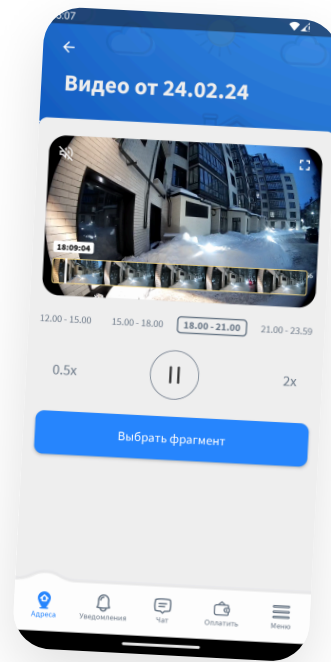 Видео от 24.02.24
18:09:04
12.00 - 15.00 15.00 - 18.00 18.00 - 21.00 21.00 - 23.59
0.5x 2x
Выбрать фрагмент
Адреса Уведомления Чат Оплатить Меню